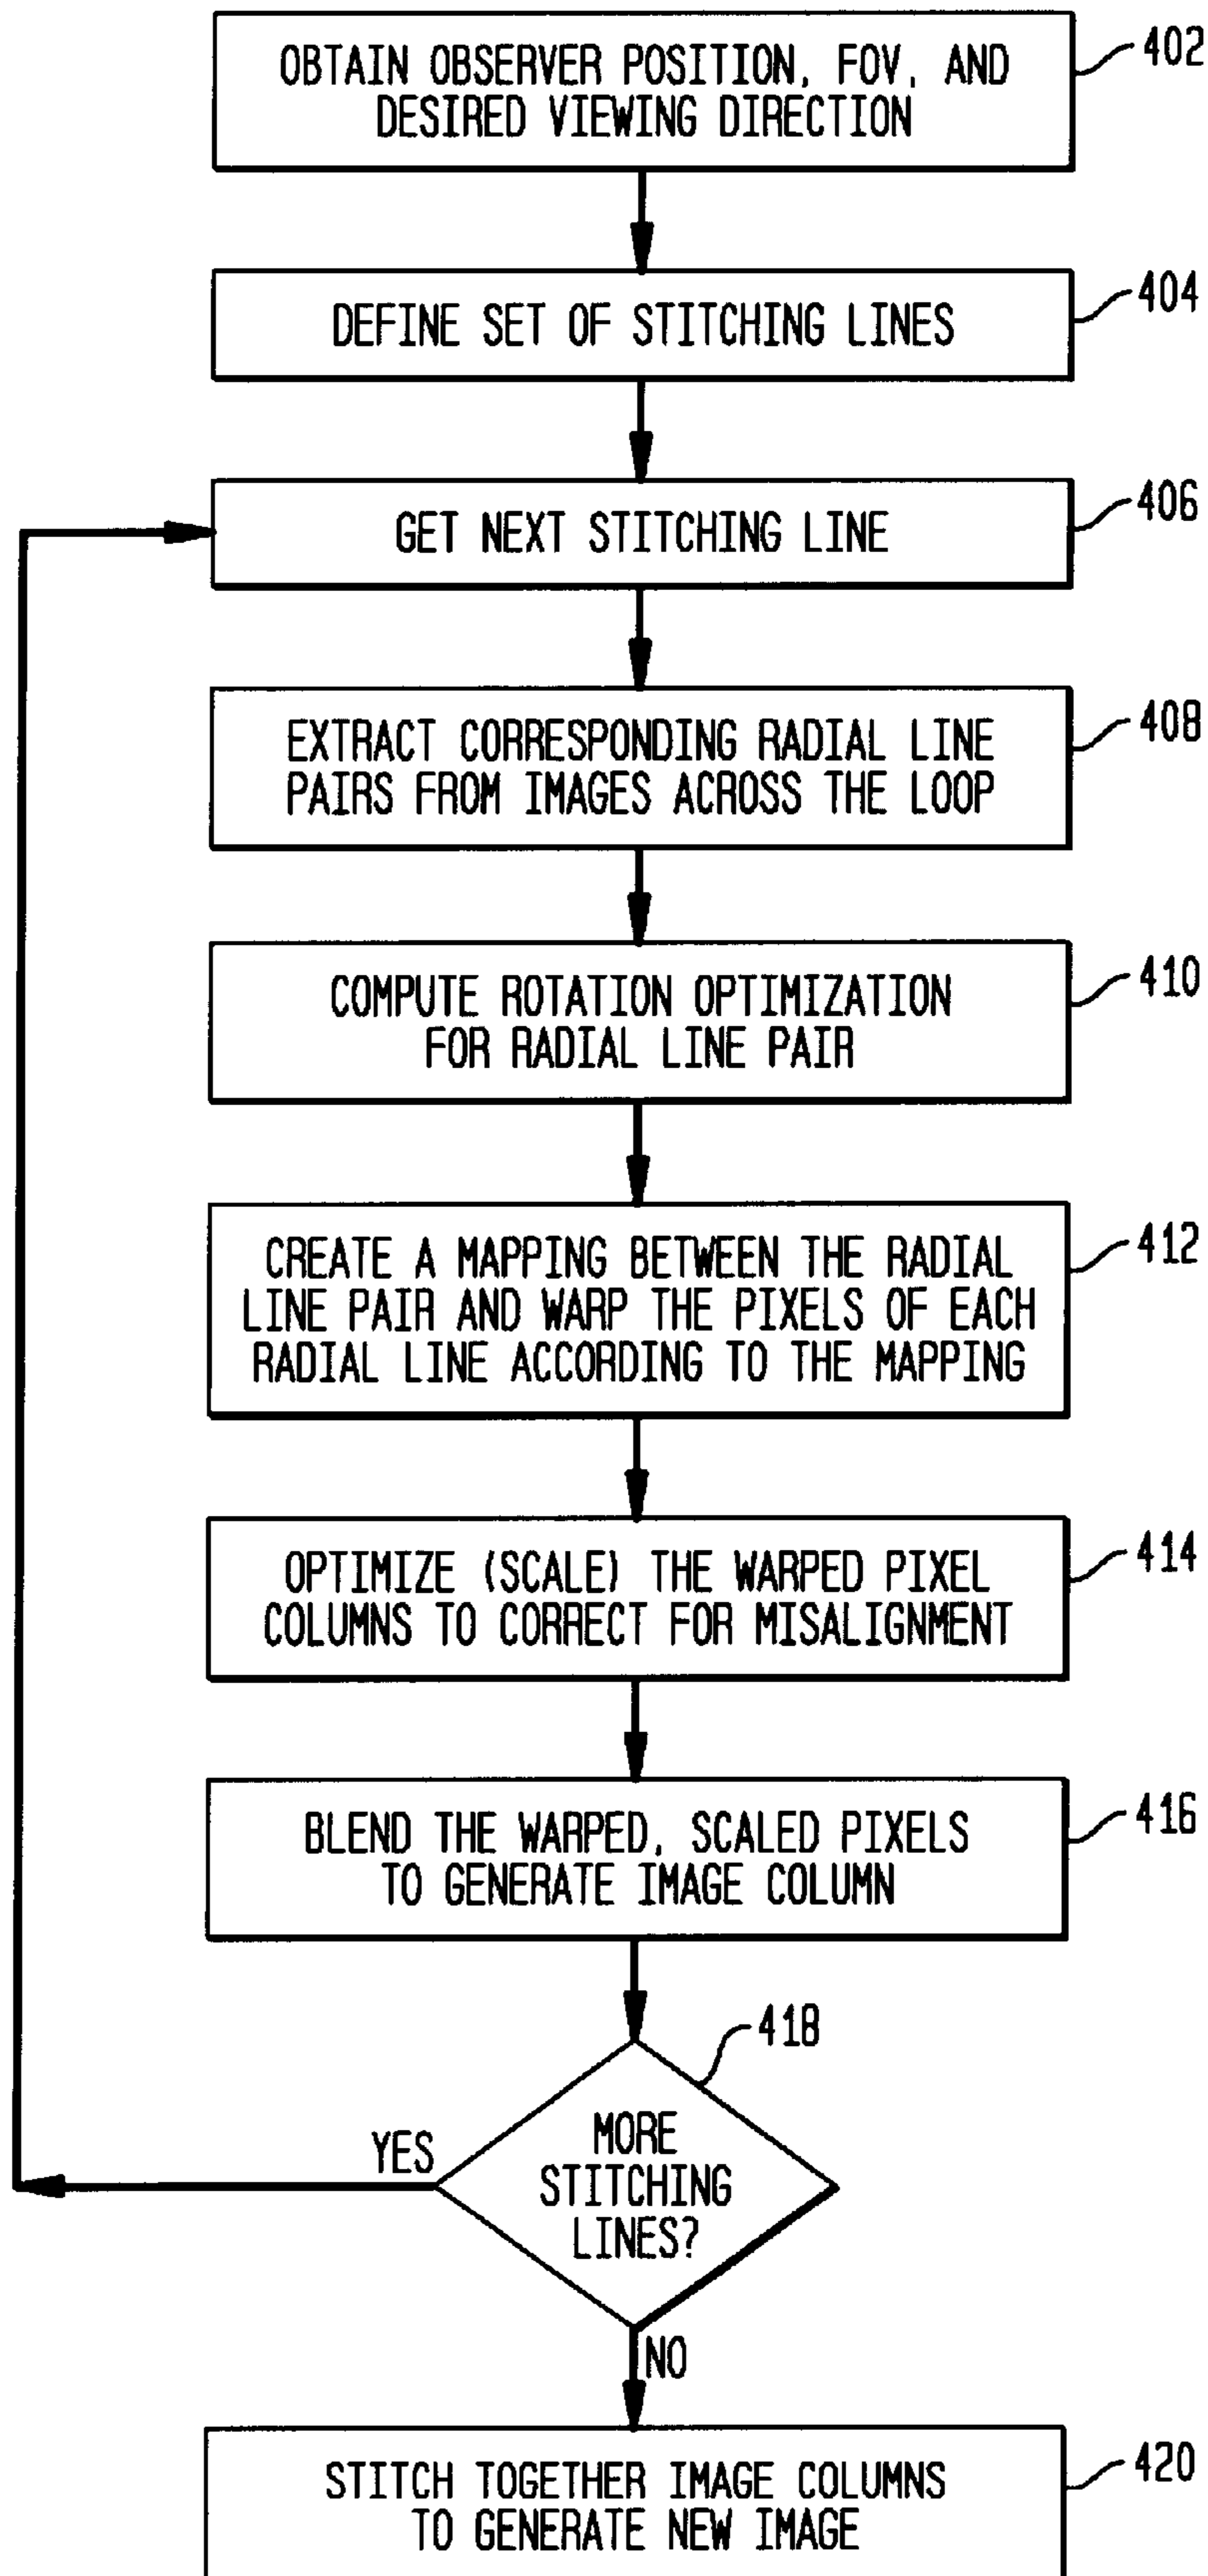 OBTAIN OBSERVER POSITION, FOV, AND
DESIRED VIEWING DIRECTION
402
DEFINE SET OF STITCHING LINES
404
GET NEXT STITCHING LINE
406
EXTRACT CORRESPONDING RADIAL LINE
PAIRS FROM IMAGES ACROSS THE LOOP
408
COMPUTE ROTATION OPTIMIZATION
FOR RADIAL LINE PAIR
410
CREATE A MAPPING BETWEEN THE RADIAL
LINE PAIR AND WARP THE PIXELS OF EACH
RADIAL LINE ACCORDING TO THE MAPPING
412
OPTIMIZE (SCALE) THE WARPED PIXEL
COLUMNS TO CORRECT FOR MISALIGNMENT
414
BLEND THE WARPED, SCALED PIXELS
TO GENERATE IMAGE COLUMN
416
418
MORE
STITCHING
LINES?
YES
NO
STITCH TOGETHER IMAGE COLUMNS
TO GENERATE NEW IMAGE
420